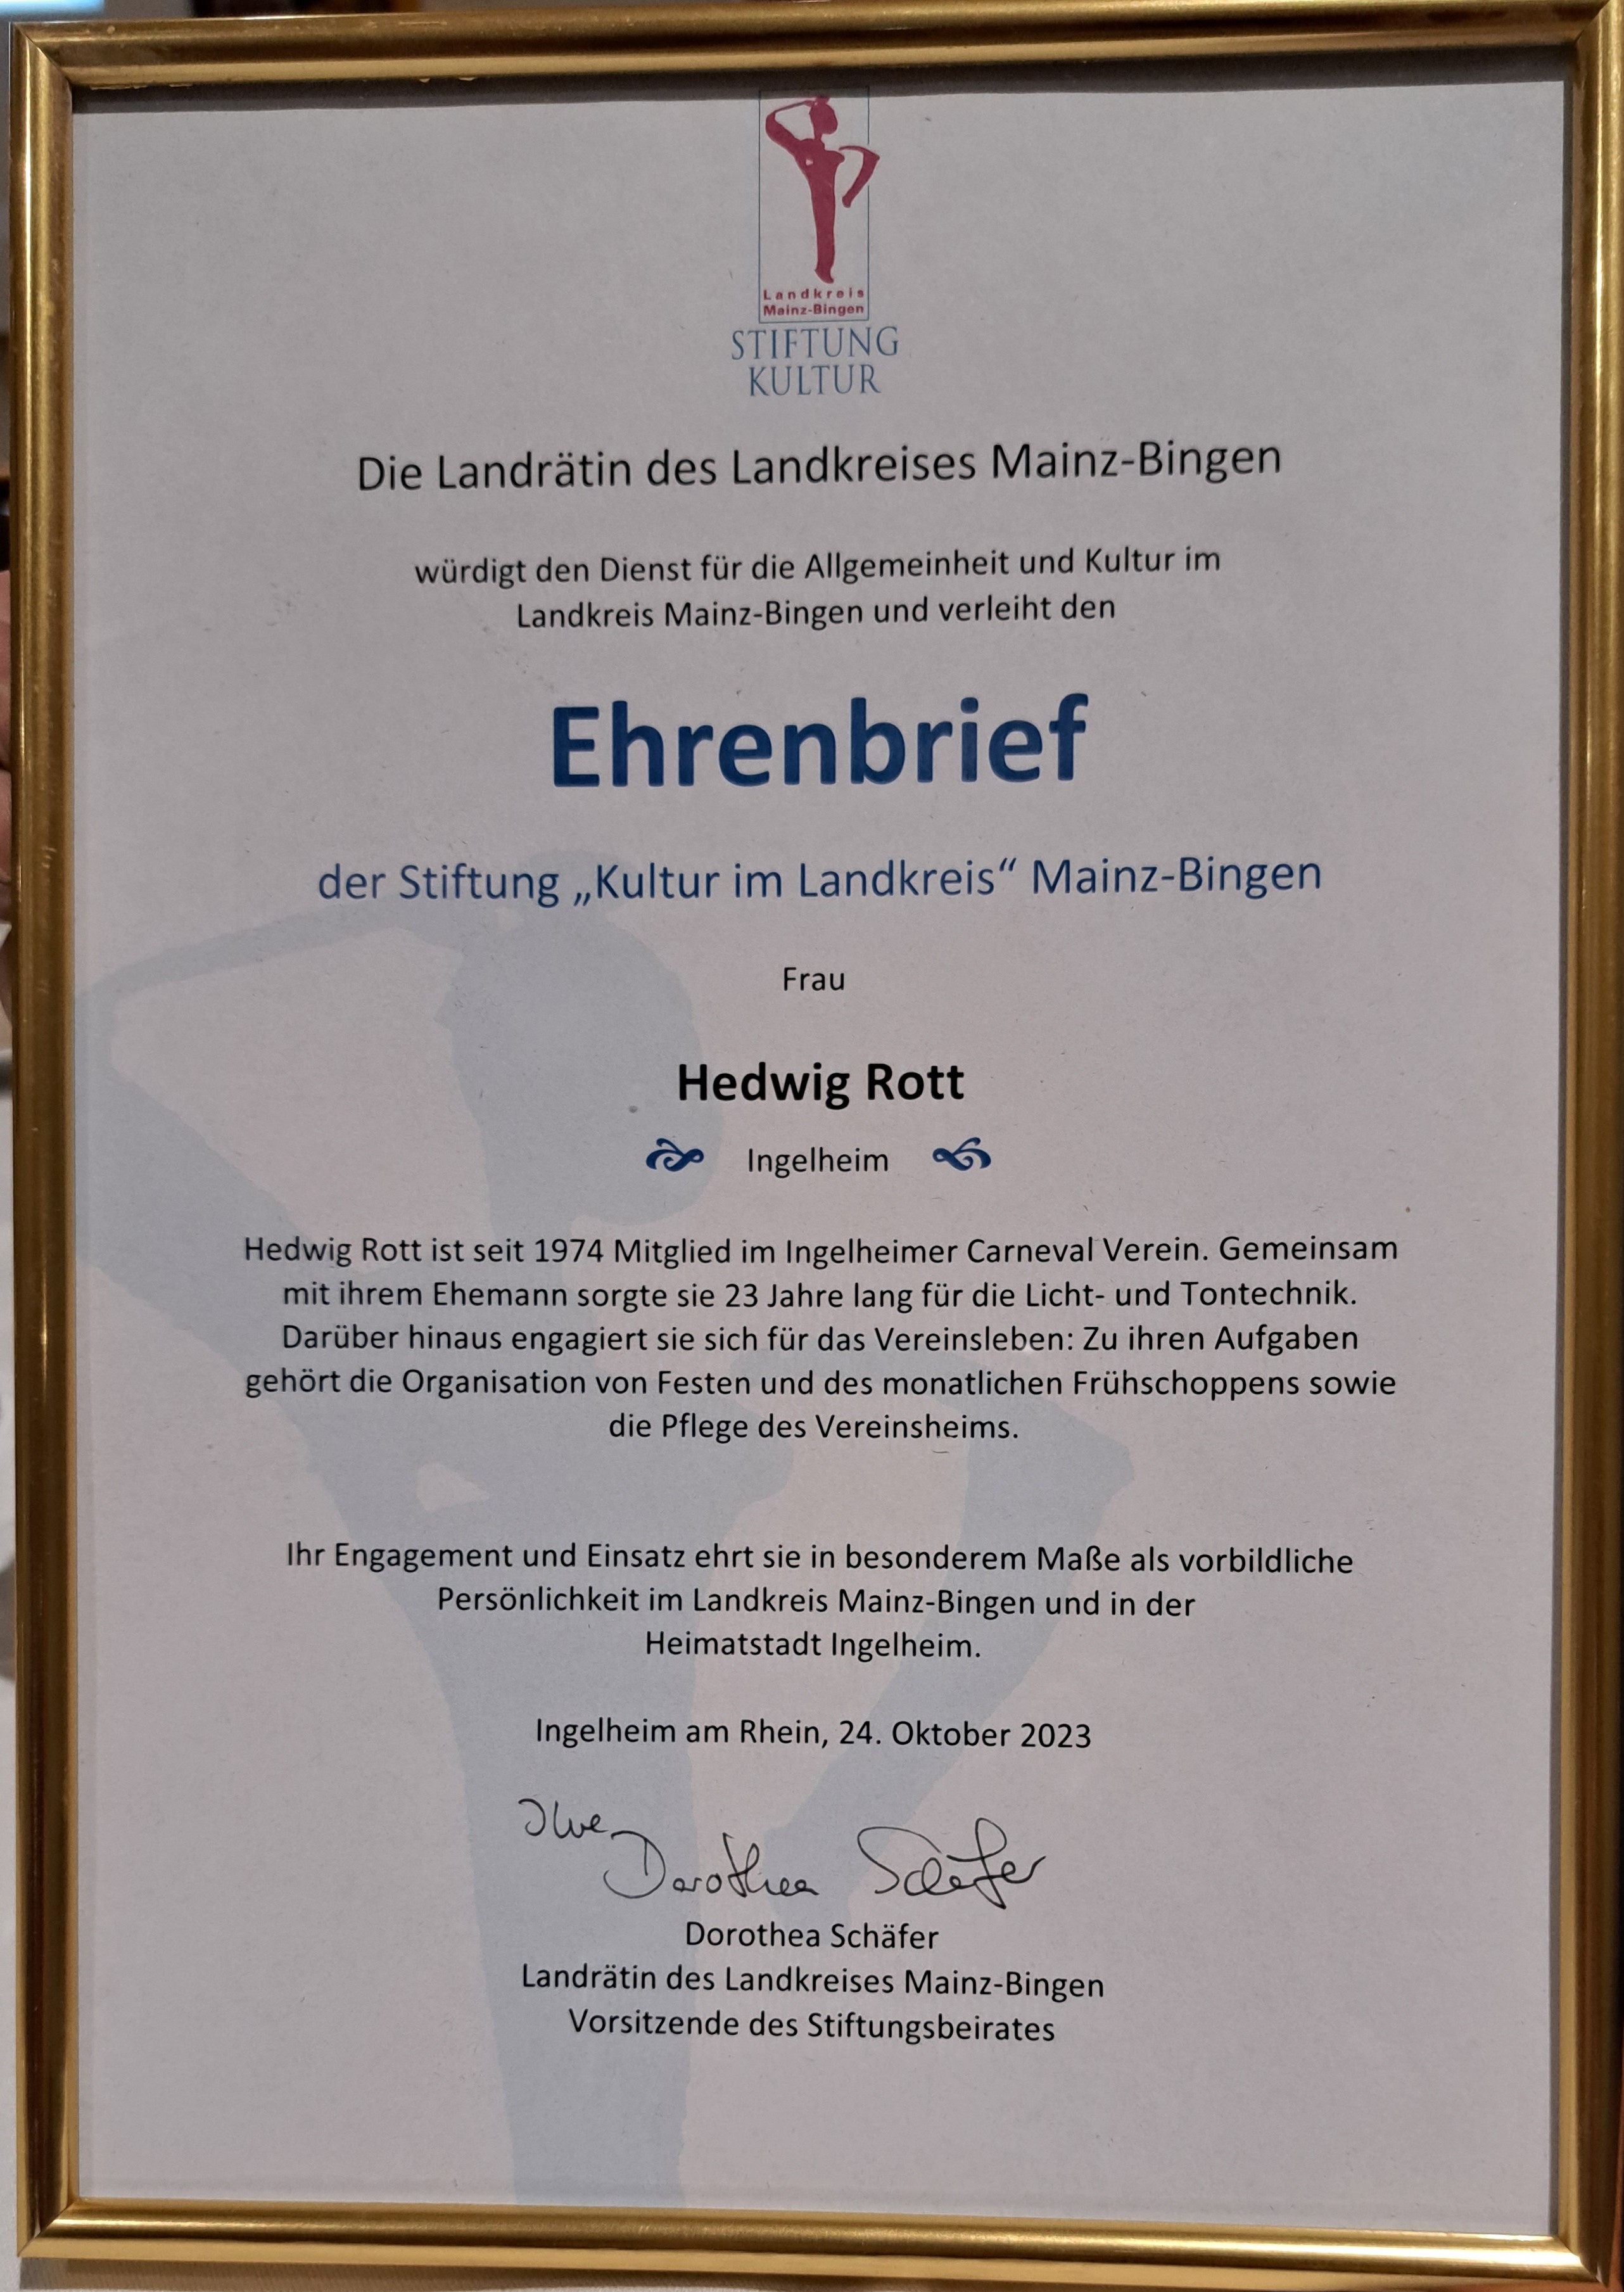 Landkreis
Mainz-Bingen
STIFTUNG
KULTUR
Die Landrätin des Landkreises Mainz-Bingen
würdigt den Dienst für die Allgemeinheit und Kultur im
Landkreis Mainz-Bingen und verleiht den
Ehrenbrief
der Stiftung „Kultur im Landkreis“ Mainz-Bingen
Frau
Hedwig Rott
Ingelheim
Hedwig Rott ist seit 1974 Mitglied im Ingelheimer Carneval Verein. Gemeinsam
mit ihrem Ehemann sorgte sie 23 Jahre lang für die Licht- und Tontechnik.
Darüber hinaus engagiert sie sich für das Vereinsleben: Zu ihren Aufgaben
gehört die Organisation von Festen und des monatlichen Frühschoppens sowie
die Pflege des Vereinsheims.
Ihr Engagement und Einsatz ehrt sie in besonderem Maße als vorbildliche
Persönlichkeit im Landkreis Mainz-Bingen und in der
Heimatstadt Ingelheim.
Ingelheim am Rhein, 24. Oktober 2023
Ihre
Dorothea Schäfer
Dorothea Schäfer
Landrätin des Landkreises Mainz-Bingen
Vorsitzende des Stiftungsbeirates